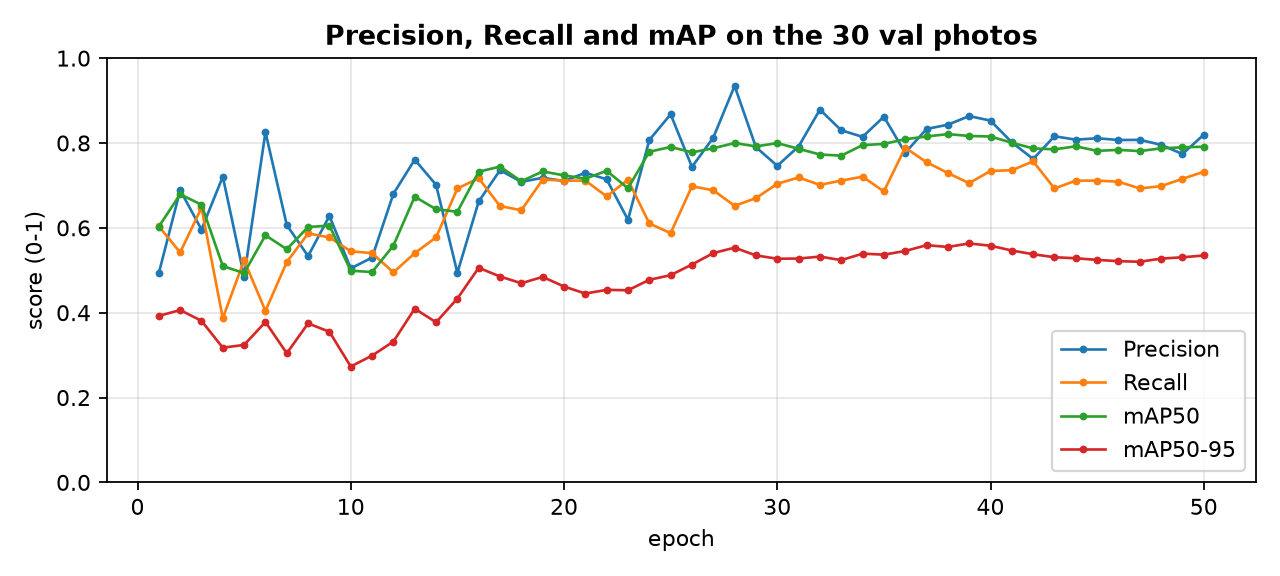 Precision, Recall and mAP on the 30 val photos
1.0
0.8
0.6
0.4
0.2
0.0
score (0-1)
0 10 20 30 40 50
epoch
Precision
Recall
mAP50
mAP50-95